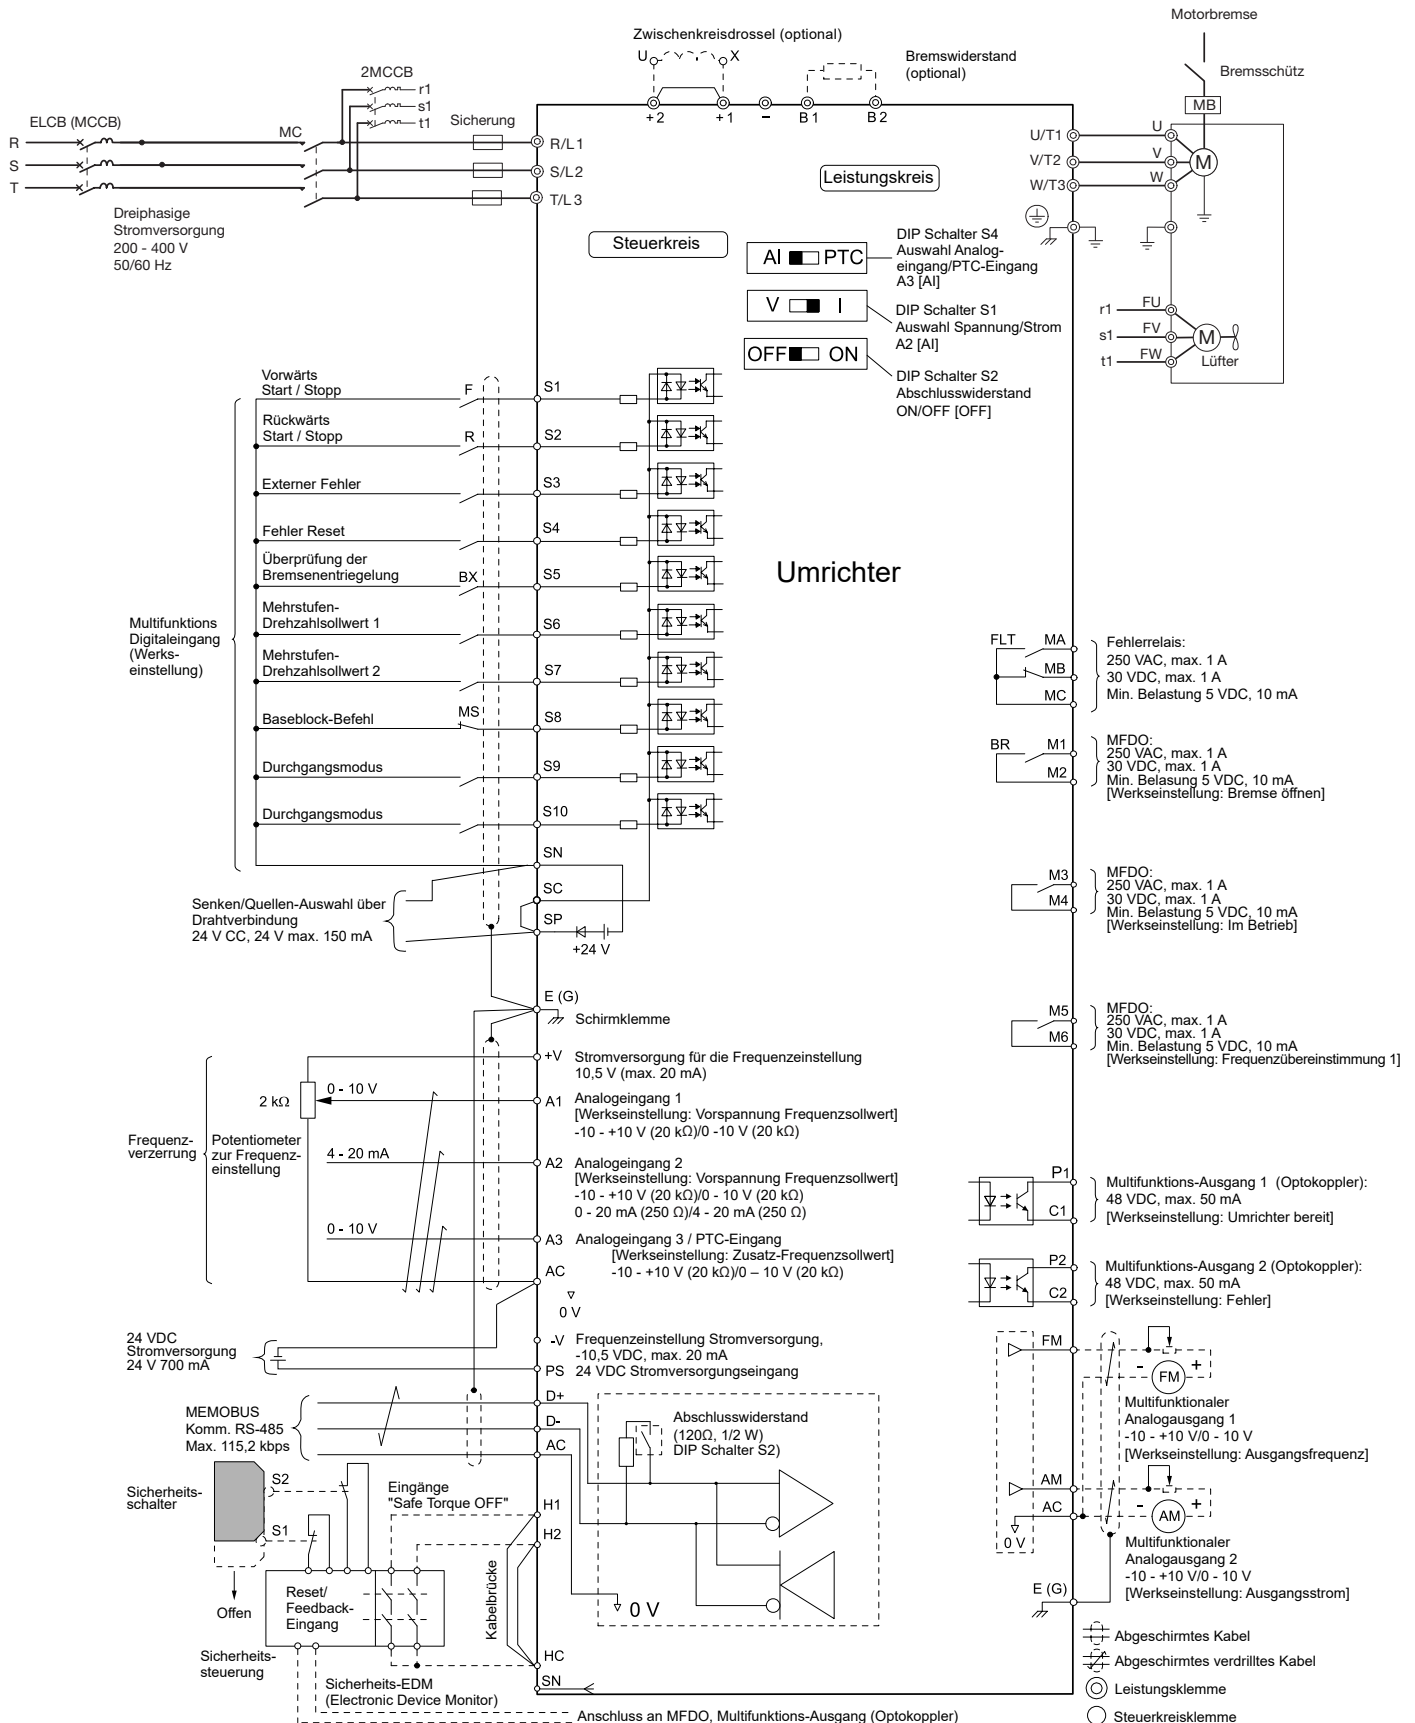 Motorbremse
Zwischenkreisdrossel (optional)
U
X
Bremswiderstand
(optional)
Bremsschütz
2MCCB
r1
s1
t1
MB
ELCB (MCCB)
MC
Sicherung
+2
+1
–
B1
B2
R
S
T
R/L1
S/L2
T/L3
U/T1
V/T2
W/T3
U
V
W
M
Leistungskreis
Dreiphasige
Stromversorgung
200 - 400 V
50/60 Hz
Steuerkreis
AI
PTC
DIP Schalter S4
Auswahl Analog-
eingang/PTC-Eingang
A3 [AI]
V
I
DIP Schalter S1
Auswahl Spannung/Strom
A2 [AI]
OFF
ON
DIP Schalter S2
Abschlusswiderstand
ON/OFF [OFF]
r1
FU
s1
FV
t1
FW
M
Lüfter
Vorwärts
Start / Stopp
F
S1
Rückwärts
Start / Stopp
R
S2
Externer Fehler
S3
Fehler Reset
S4
Überprüfung der
Bremsenentriegelung
BX
S5
Mehrstufen-
Drehzahlsollwert 1
S6
Mehrstufen-
Drehzahlsollwert 2
S7
Baseblock-Befehl
MS
S8
Durchgangsmodus
S9
Durchgangsmodus
S10
Multifunktions
Digitaleingang
(Werks-
einstellung)
Umrichter
FLT
MA
MB
MC
Fehlerrelais:
250 VAC, max. 1 A
30 VDC, max. 1 A
Min. Belastung 5 VDC, 10 mA
BR
M1
M2
MFDO:
250 VAC, max. 1 A
30 VDC, max. 1 A
Min. Belasung 5 VDC, 10 mA
[Werkseinstellung: Bremse öffnen]
M3
M4
MFDO:
250 VAC, max. 1 A
30 VDC, max. 1 A
Min. Belastung 5 VDC, 10 mA
[Werkseinstellung: Im Betrieb]
SN
SC
SP
+24 V
Senken/Quellen-Auswahl über
Drahtverbindung
24 V CC, 24 V max. 150 mA
M5
M6
MFDO:
250 VAC, max. 1 A
30 VDC, max. 1 A
Min. Belastung 5 VDC, 10 mA
[Werkseinstellung: Frequenzübereinstimmung 1]
E (G)
Schirmklemme
+V
Stromversorgung für die Frequenzeinstellung
10,5 V (max. 20 mA)
2 kΩ
0 - 10 V
A1
Analogeingang 1
[Werkseinstellung: Vorspannung Frequenzsollwert]
-10 - +10 V (20 kΩ)/0 -10 V (20 kΩ)
Frequenz-
verzerrung
Potentiometer
zur Frequenz-
einstellung
4 - 20 mA
A2
Analogeingang 2
[Werkseinstellung: Vorspannung Frequenzsollwert]
-10 - +10 V (20 kΩ)/0 - 10 V (20 kΩ)
0 - 20 mA (250 Ω)/4 - 20 mA (250 Ω)
0 - 10 V
A3
Analogeingang 3 / PTC-Eingang
[Werkseinstellung: Zusatz-Frequenzsollwert]
-10 - +10 V (20 kΩ)/0 – 10 V (20 kΩ)
AC
0 V
P1
C1
Multifunktions-Ausgang 1 (Optokoppler):
48 VDC, max. 50 mA
[Werkseinstellung: Umrichter bereit]
P2
C2
Multifunktions-Ausgang 2 (Optokoppler):
48 VDC, max. 50 mA
[Werkseinstellung: Fehler]
24 VDC
Stromversorgung
24 V 700 mA
-V
Frequenzeinstellung Stromversorgung,
-10,5 VDC, max. 20 mA
PS
24 VDC Stromversorgungseingang
FM
-
FM
+
Multifunktionaler
Analogausgang 1
-10 - +10 V/0 - 10 V
[Werkseinstellung: Ausgangsfrequenz]
MEMOBUS
Komm. RS-485
Max. 115,2 kbps
D+
D-
AC
Abschlusswiderstand
(120Ω, 1/2 W)
DIP Schalter S2)
AM
AC
0 V
-
AM
+
Multifunktionaler
Analogausgang 2
-10 - +10 V/0 - 10 V
[Werkseinstellung: Ausgangsstrom]
E (G)
Sicherheits-
schalter
S2
S1
Offen
Eingänge
"Safe Torque OFF"
H1
H2
Kabelbrücke
0 V
Reset/
Feedback-
Eingang
Sicherheits-
steuerung
HC
SN
Sicherheits-EDM
(Electronic Device Monitor)
Anschluss an MFDO, Multifunktions-Ausgang (Optokoppler)
Abgeschirmtes Kabel
Abgeschirmtes verdrilltes Kabel
Leistungsklemme
Steuerkreisklemme